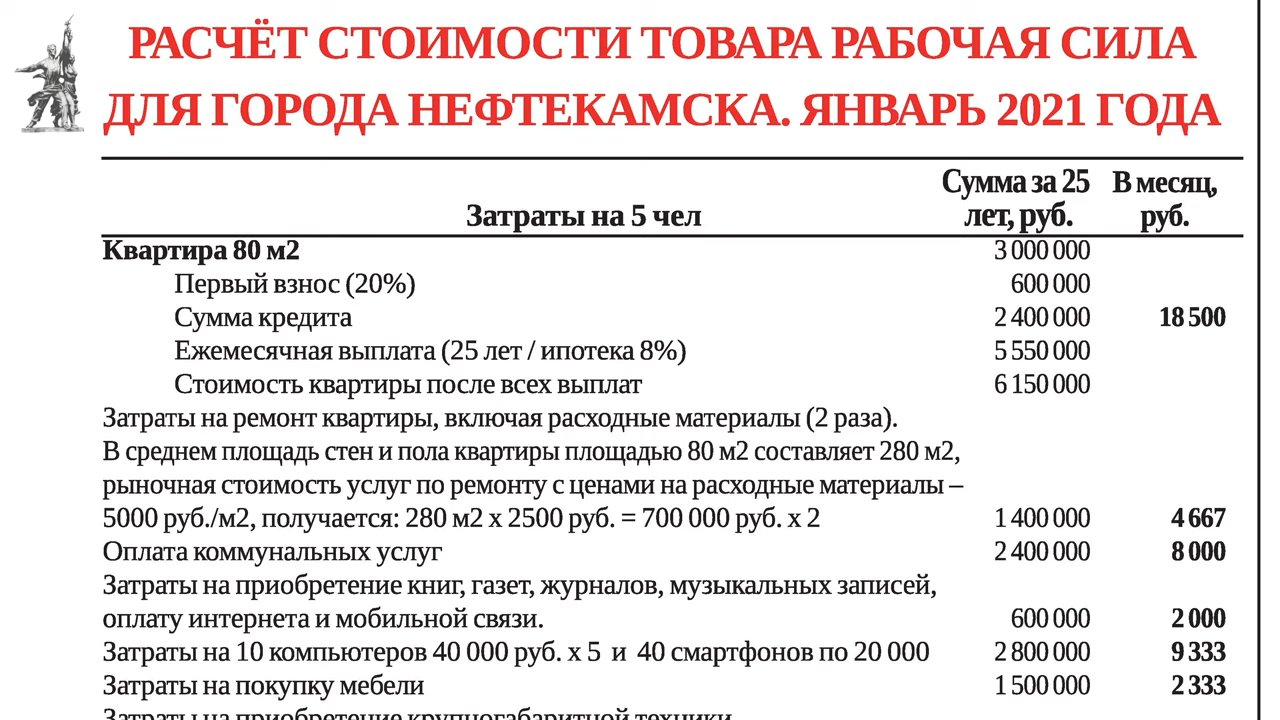 РАСЧЁТ СТОИМОСТИ ТОВАРА РАБОЧАЯ СИЛА
ДЛЯ ГОРОДА НЕФТЕКАМСКА. ЯНВАРЬ 2021 ГОДА
Затраты на 5 чел Сумма за 25 лет, руб. В месяц, руб.
Квартира 80 м2 3 000 000
Первый взнос (20%) 600 000
Сумма кредита 2 400 000 18 500
Ежемесячная выплата (25 лет / ипотека 8%) 5 550 000
Стоимость квартиры после всех выплат 6 150 000
Затраты на ремонт квартиры, включая расходные материалы (2 раза).
В среднем площадь стен и пола квартиры площадью 80 м2 составляет 280 м2,
рыночная стоимость услуг по ремонту с ценами на расходные материалы –
5000 руб./м2, получается: 280 м2 х 2500 руб. = 700 000 руб. х 2 1 400 000 4 667
Оплата коммунальных услуг 2 400 000 8 000
Затраты на приобретение книг, газет, журналов, музыкальных записей,
оплату интернета и мобильной связи. 600 000 2 000
Затраты на 10 компьютеров 40 000 руб. х 5 и 40 смартфонов по 20 000 2 800 000 9 333
Затраты на покупку мебели 1 500 000 2 333
Затраты на приобретение крупногабаритной техники